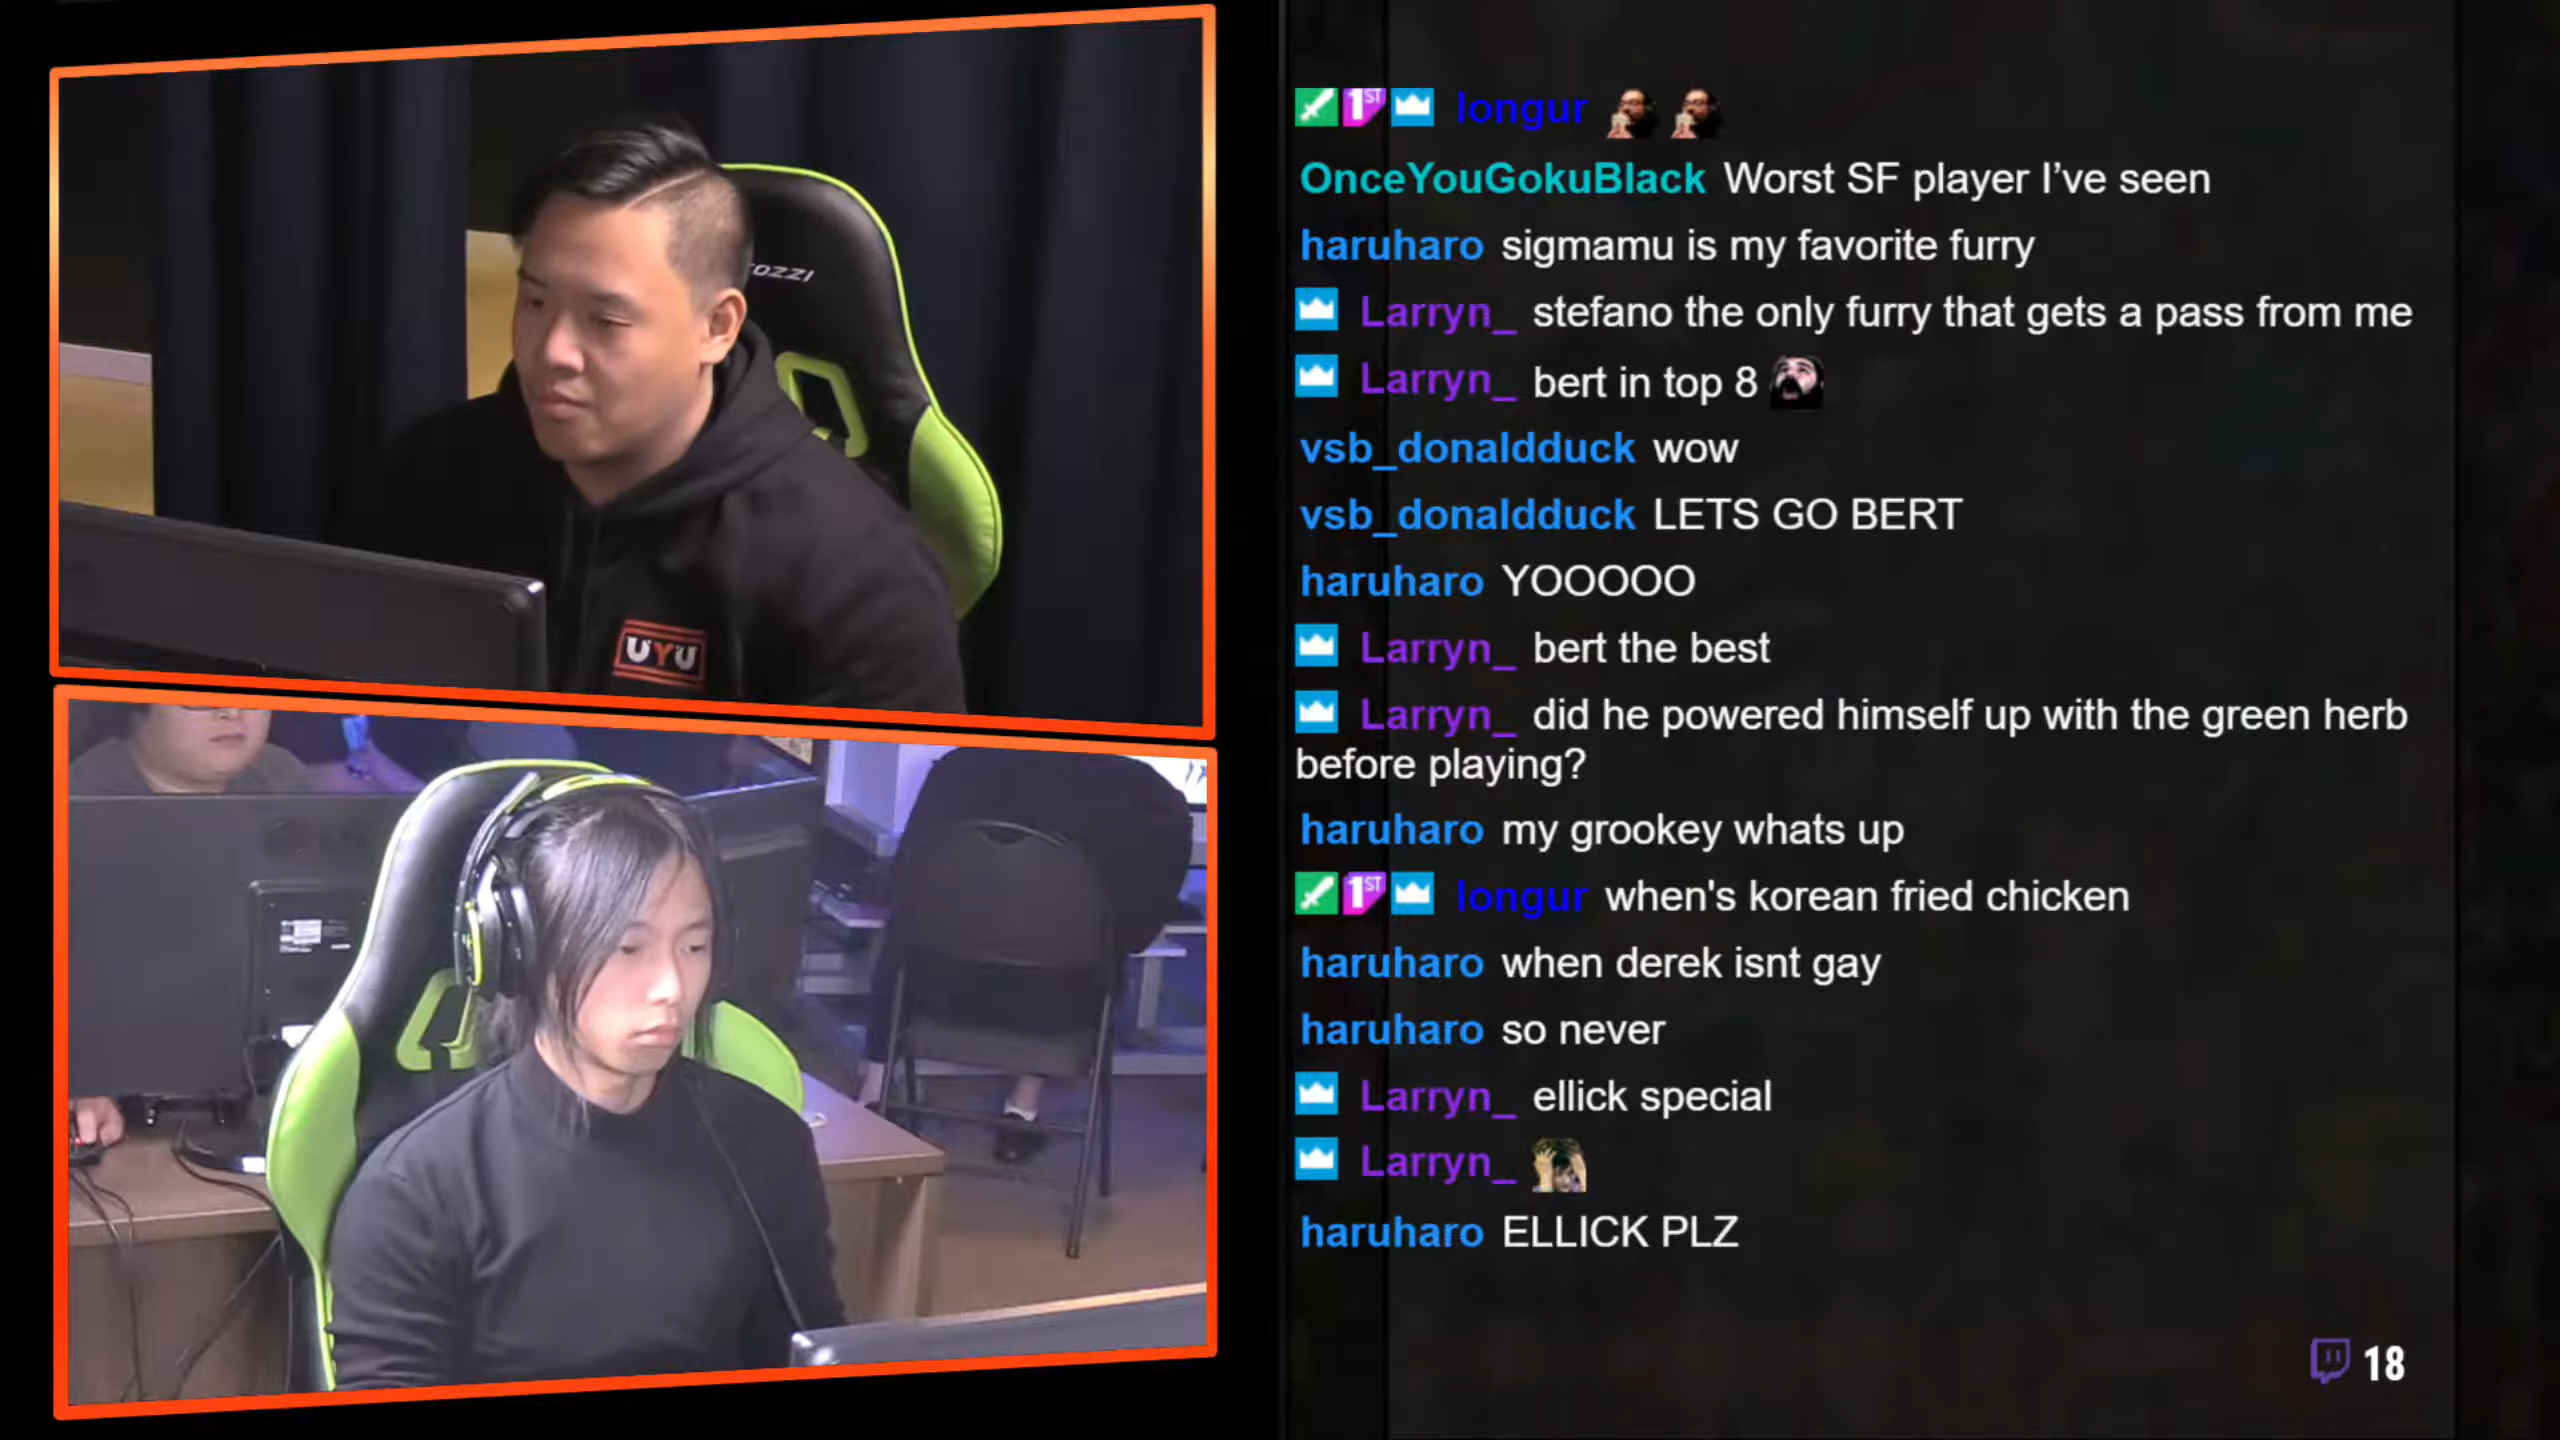 longur
OnceYouGokuBlack Worst SF player I’ve seen
haruharo sigmamu is my favorite furry
Larryn_ stefano the only furry that gets a pass from me
Larryn_ bert in top 8
vsb_donaldduck wow
vsb_donaldduck LETS GO BERT
haruharo YOOOOO
Larryn_ bert the best
Larryn_ did he powered himself up with the green herb
before playing?
haruharo my grookey whats up
longur when's korean fried chicken
haruharo when derek isnt gay
haruharo so never
Larryn_ ellick special
Larryn_
haruharo ELLICK PLZ
18
UYU